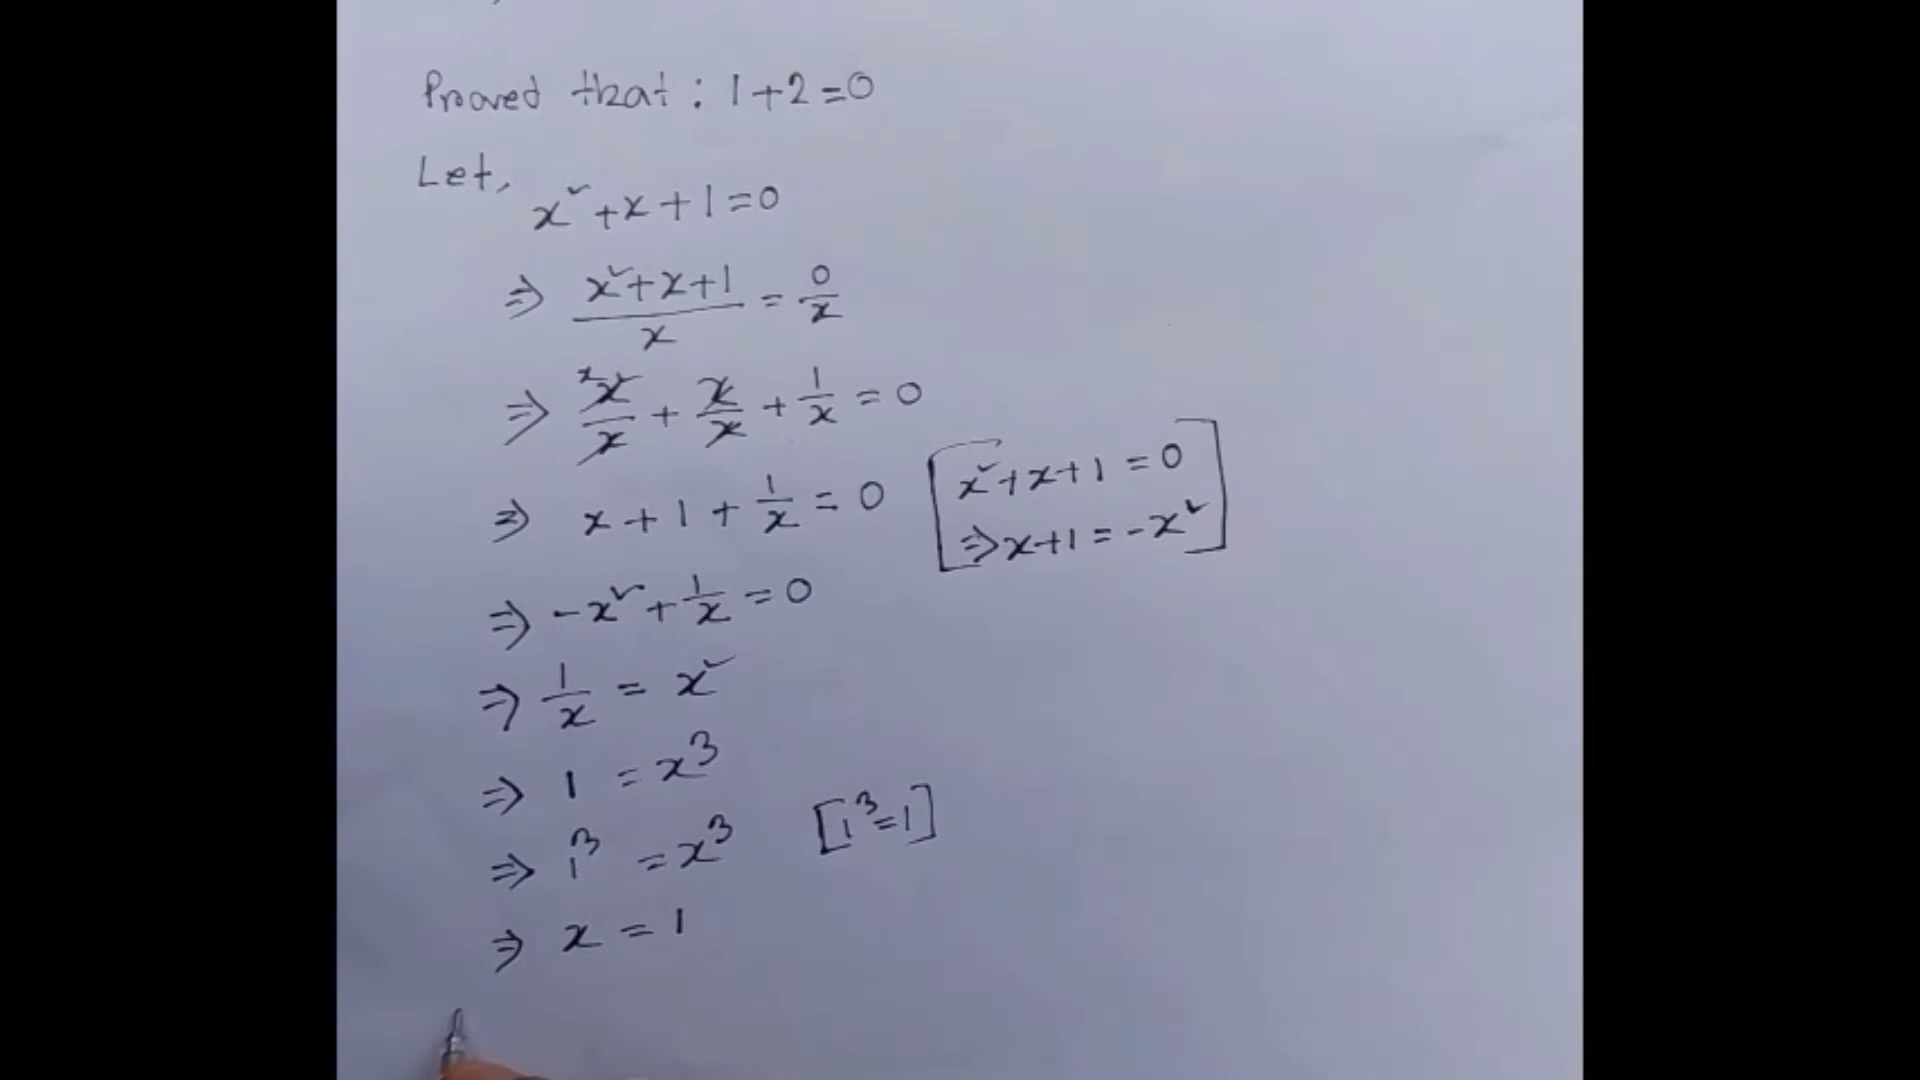 Proved that : 1+2=0
Let,
x²+x+1=0
⇒ (x²+x+1)/x = 0/x
⇒ x²/x + x/x + 1/x = 0
⇒ x+1+1/x = 0 [x²+x+1=0
⇒x+1=-x²]
⇒ -x²+1/x=0
⇒ 1/x = x²
⇒ 1 = x³
⇒ 1³ = x³ [1³=1]
⇒ x = 1